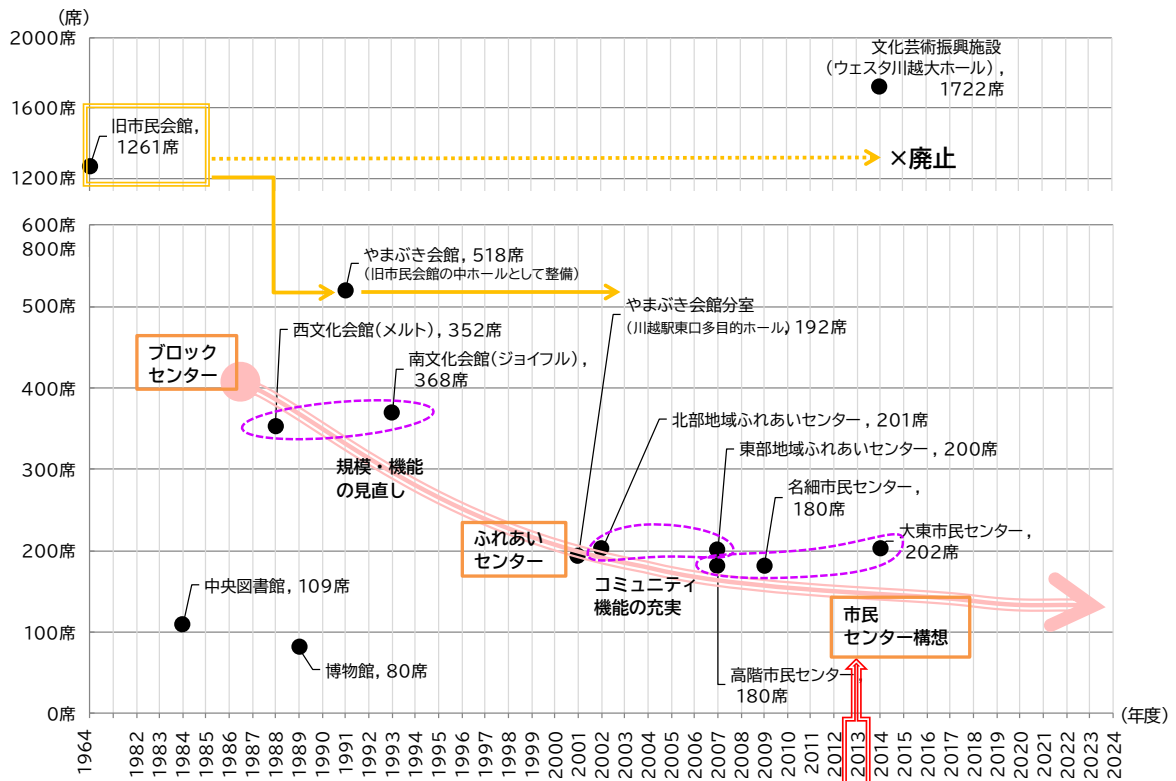 (席)
2000席
1600席
1200席
600席
800席
500席
400席
300席
200席
100席
0席
文化芸術振興施設
(ウェスタ川越大ホール) ,
1722席
旧市民会館,
1261席
×廃止
やまぶき会館, 518席
(旧市民会館の中ホールとして整備)
やまぶき会館分室
(川越駅東口多目的ホール) , 192席
西文化会館(メルト) , 352席
ブロック
センター
南文化会館(ジョイフル) ,
368席
北部地域ふれあいセンター , 201席
東部地域ふれあいセンター , 200席
規模・機能
の見直し
名細市民センター ,
180席
ふれあい
センター
大東市民センター ,
202席
中央図書館, 109席
コミュニティ
機能の充実
市民
センター構想
博物館, 80席
高階市民センター ,
180席
(年度)
1964
1982
1983
1984
1985
1986
1987
1988
1989
1990
1991
1992
1993
1994
1995
1996
1997
1998
1999
2000
2001
2002
2003
2004
2005
2006
2007
2008
2009
2010
2011
2012
2013
2014
2015
2016
2017
2018
2019
2020
2021
2022
2023
2024